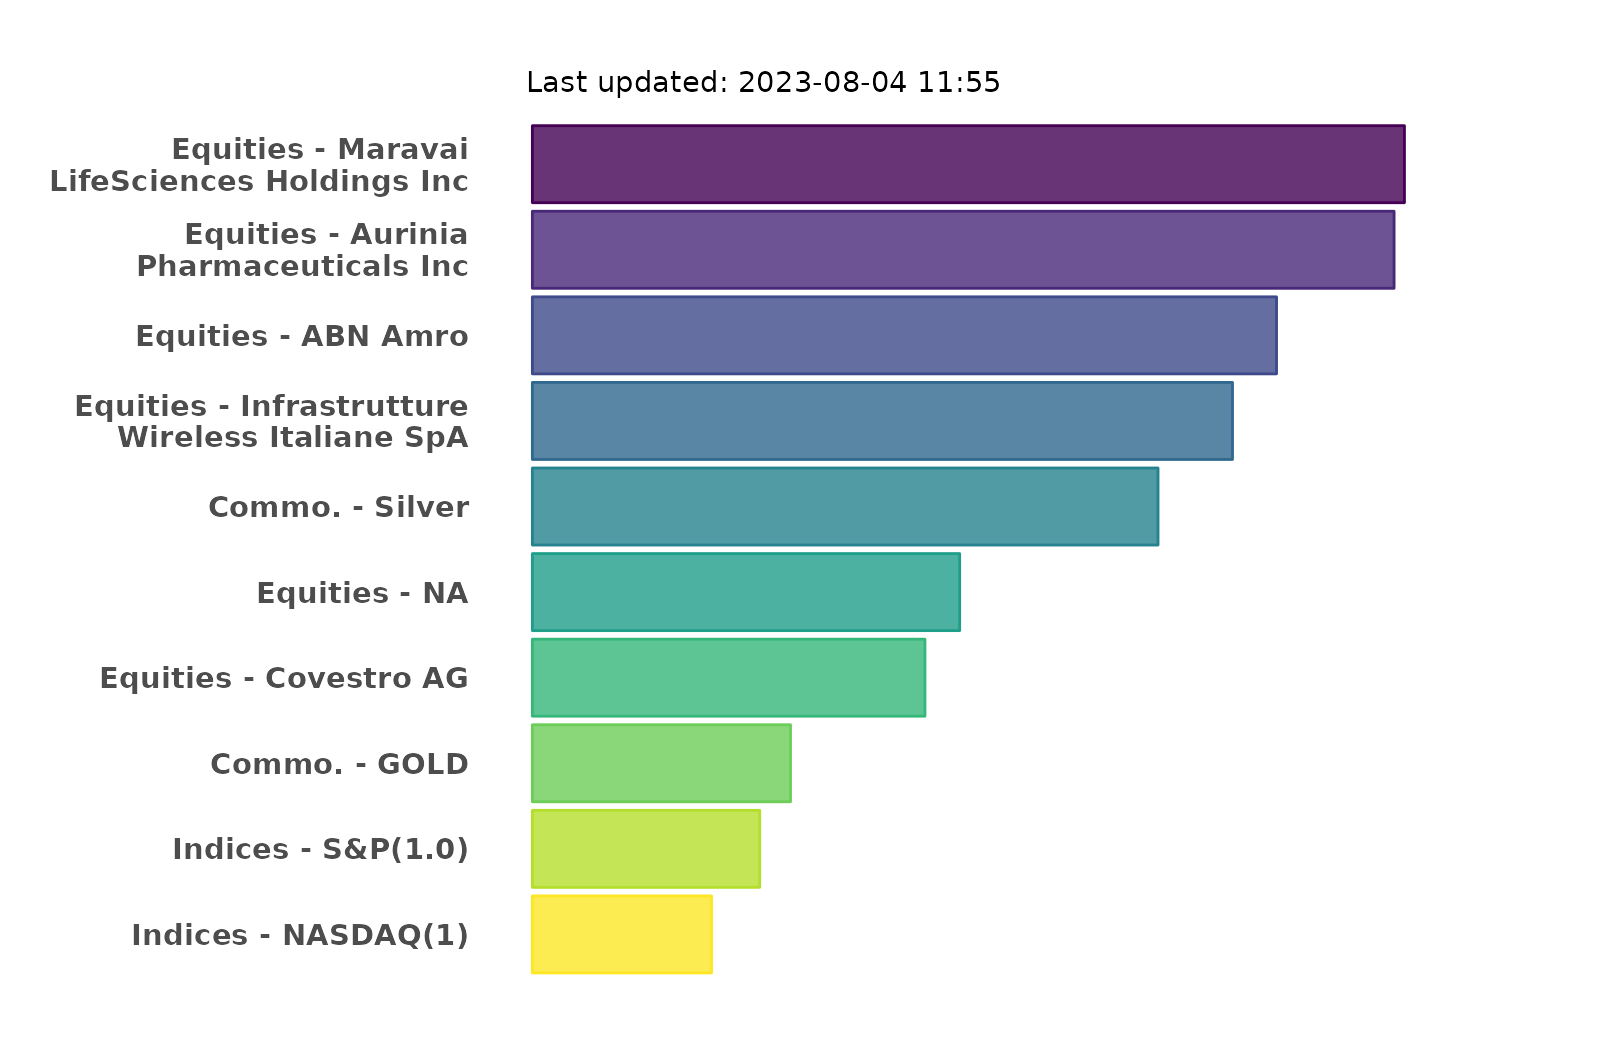 Last updated: 2023-08-04 11:55
Equities - Maravai
LifeSciences Holdings Inc
Equities - Aurinia
Pharmaceuticals Inc
Equities - ABN Amro
Equities - Infrastrutture
Wireless Italiane SpA
Commo. - Silver
Equities - NA
Equities - Covestro AG
Commo. - GOLD
Indices - S&P(1.0)
Indices - NASDAQ(1)